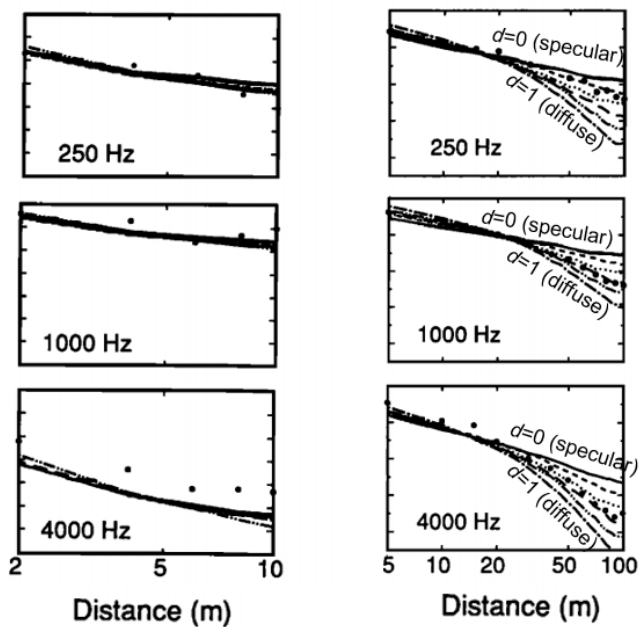 250 Hz
1000 Hz
4000 Hz
2 5 10
Distance (m)
d=0 (specular)
d=1 (diffuse)
250 Hz
d=0 (specular)
d=1 (diffuse)
1000 Hz
d=0 (specular)
d=1 (diffuse)
4000 Hz
5 10 20 50 100
Distance (m)